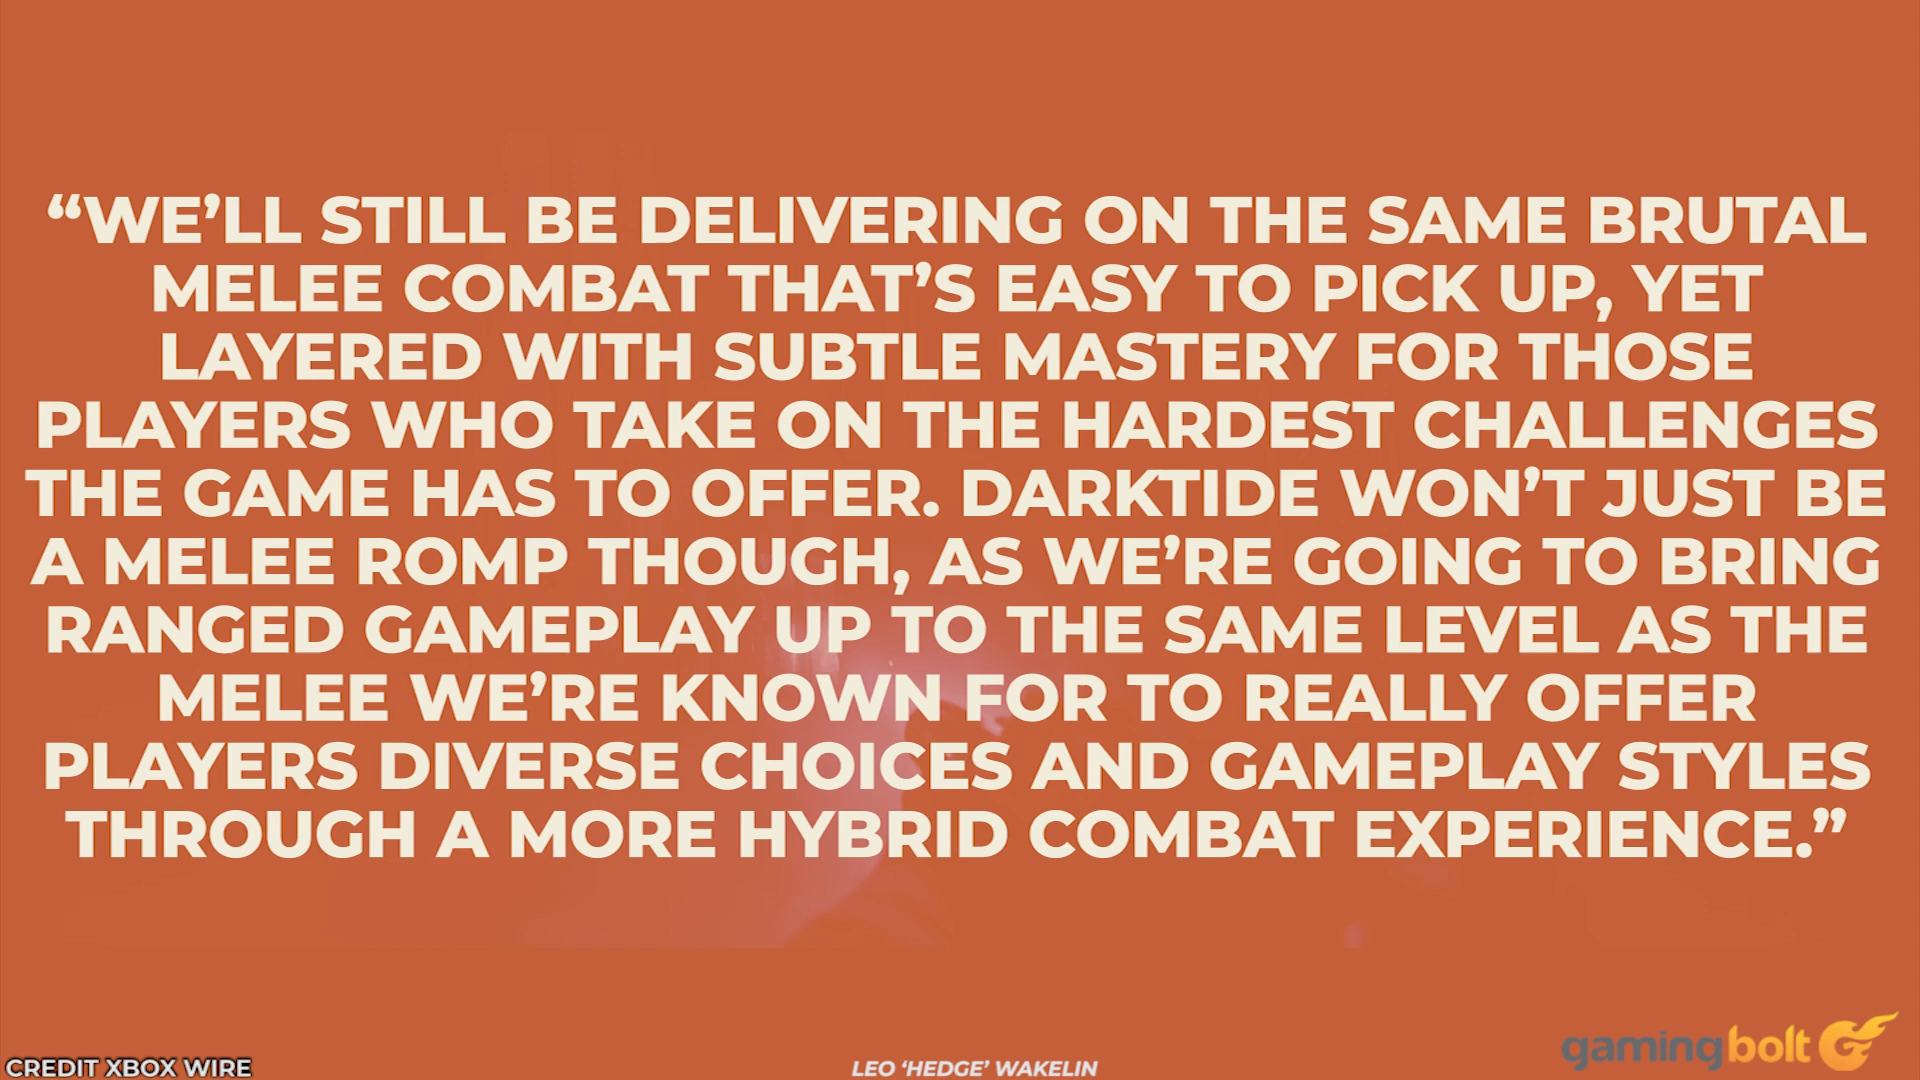 “WE’LL STILL BE DELIVERING ON THE SAME BRUTAL
MELEE COMBAT THAT’S EASY TO PICK UP, YET
LAYERED WITH SUBTLE MASTERY FOR THOSE
PLAYERS WHO TAKE ON THE HARDEST CHALLENGES
THE GAME HAS TO OFFER. DARKTIDE WON’T JUST BE
A MELEE ROMP THOUGH, AS WE’RE GOING TO BRING
RANGED GAMEPLAY UP TO THE SAME LEVEL AS THE
MELEE WE’RE KNOWN FOR TO REALLY OFFER
PLAYERS DIVERSE CHOICES AND GAMEPLAY STYLES
THROUGH A MORE HYBRID COMBAT EXPERIENCE.”
gamingbolt
CREDIT XBOX WIRE
LEO ‘HEDGE’ WAKELIN